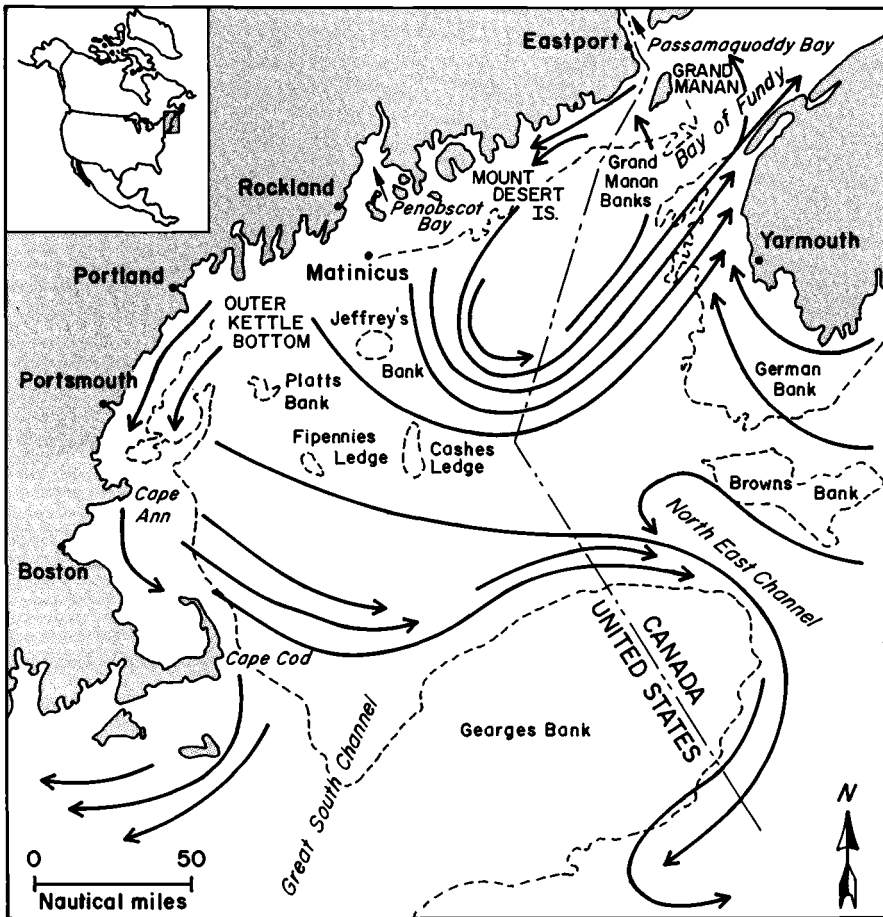 Eastport
Passamaquoddy Bay
GRAND
MANAN
Bay of Fundy
MOUNT
DESERT
IS.
Grand
Manan
Banks
Rockland
Penobscot
Bay
Yarmouth
Matinicus
Portland
OUTER
KETTLE
BOTTOM
Jeffrey's
Bank
German
Bank
Portsmouth
Platts
Bank
Fipennies
Ledge
Cashes
Ledge
Browns
Bank
Cape
Ann
North East Channel
Boston
CANADA
UNITED STATES
Cape Cod
Gearges Bank
Great South Channel
N
0 50
Nautical miles